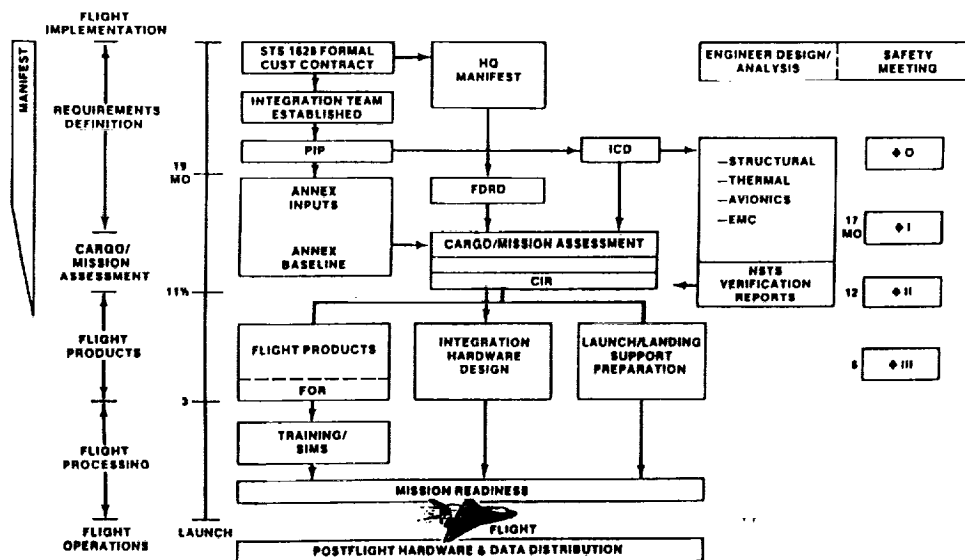 FLIGHT
IMPLEMENTATION
MANIFEST
REQUIREMENTS
DEFINITION
CARGO/
MISSION
ASSESSMENT
FLIGHT
PRODUCTS
FLIGHT
PROCESSING
FLIGHT
OPERATIONS
19
MO
11½
3
LAUNCH
STS 1628 FORMAL
CUST CONTRACT
HQ
MANIFEST
INTEGRATION TEAM
ESTABLISHED
PIP
ICD
ANNEX
INPUTS
ANNEX
BASELINE
FDRD
CARGO/MISSION ASSESSMENT
CIR
FLIGHT PRODUCTS
FOR
INTEGRATION
HARDWARE
DESIGN
LAUNCH/LANDING
SUPPORT
PREPARATION
TRAINING/
SIMS
MISSION READINESS
FLIGHT
POSTFLIGHT HARDWARE & DATA DISTRIBUTION
ENGINEER DESIGN/
ANALYSIS
SAFETY
MEETING
—STRUCTURAL
—THERMAL
—AVIONICS
—EMC
NSTS
VERIFICATION
REPORTS
17
MO
12
6
φ O
φ I
φ II
φ III